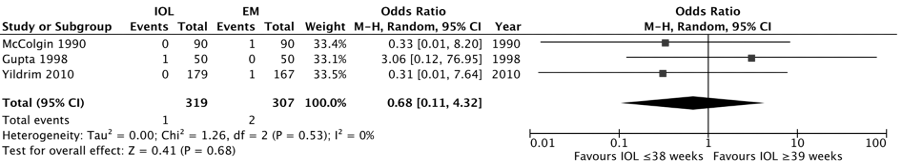 IOL EM Odds Ratio Odds Ratio
Study or Subgroup Events Total Events Total Weight M-H, Random, 95% CI Year M-H, Random, 95% CI
McColgin 1990 0 90 1 90 33.4% 0.33 [0.01, 8.20] 1990
Gupta 1998 1 50 0 50 33.1% 3.06 [0.12, 76.95] 1998
Yildrim 2010 0 179 1 167 33.5% 0.31 [0.01, 7.64] 2010
Total (95% CI) 319 307 100.0% 0.68 [0.11, 4.32]
Total events 1 2
Heterogeneity: Tau² = 0.00; Chi² = 1.26, df = 2 (P = 0.53); I² = 0%
Test for overall effect: Z = 0.41 (P = 0.68)
0.01 0.1 1 10 100
Favours IOL ≤38 weeks Favours IOL ≥39 weeks